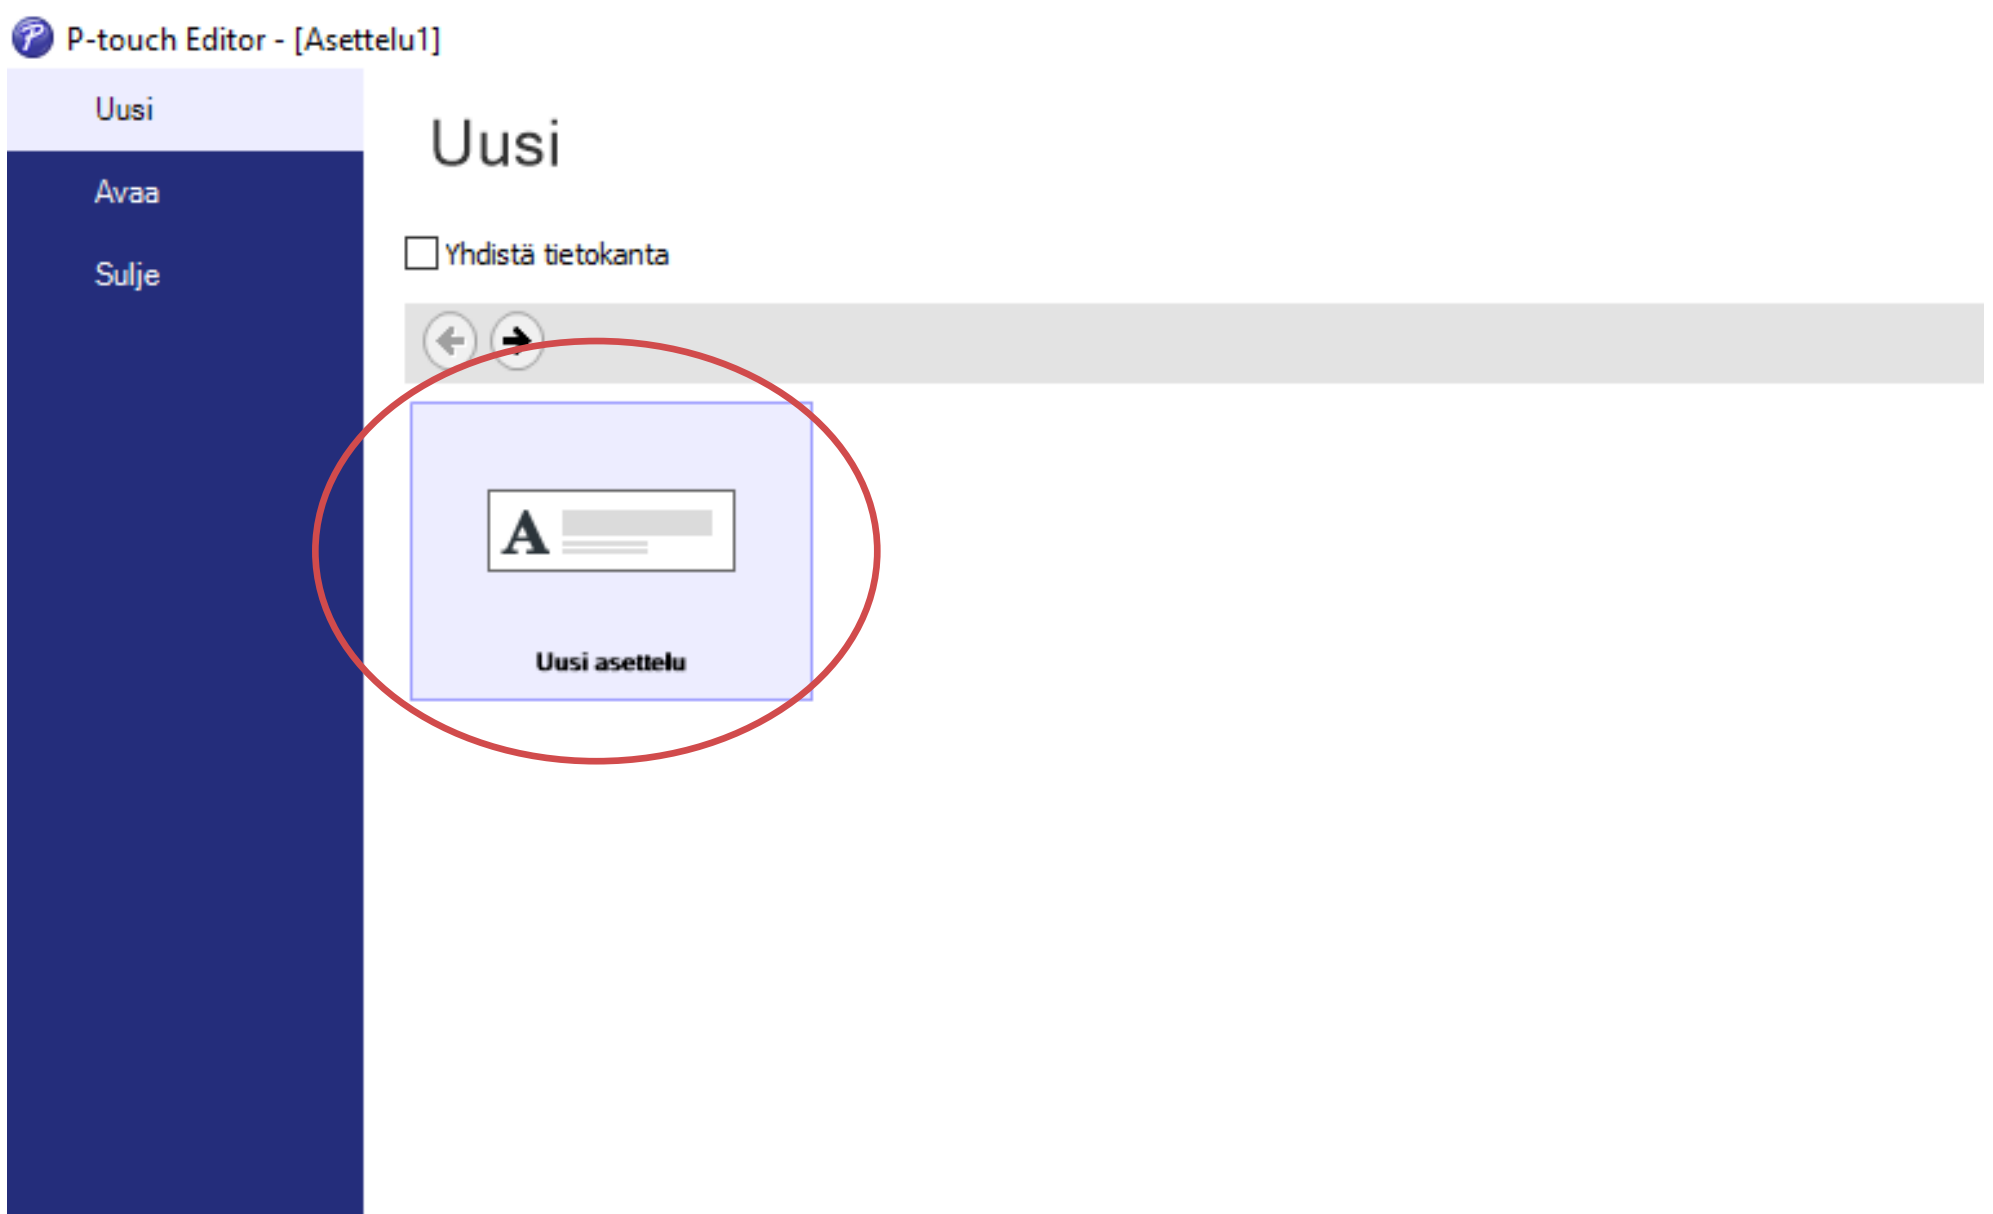 P-touch Editor - [Asettelu1]
Uusi
Avaa
Sulje
Uusi
Yhdistä tietokanta
A
Uusi asettelu